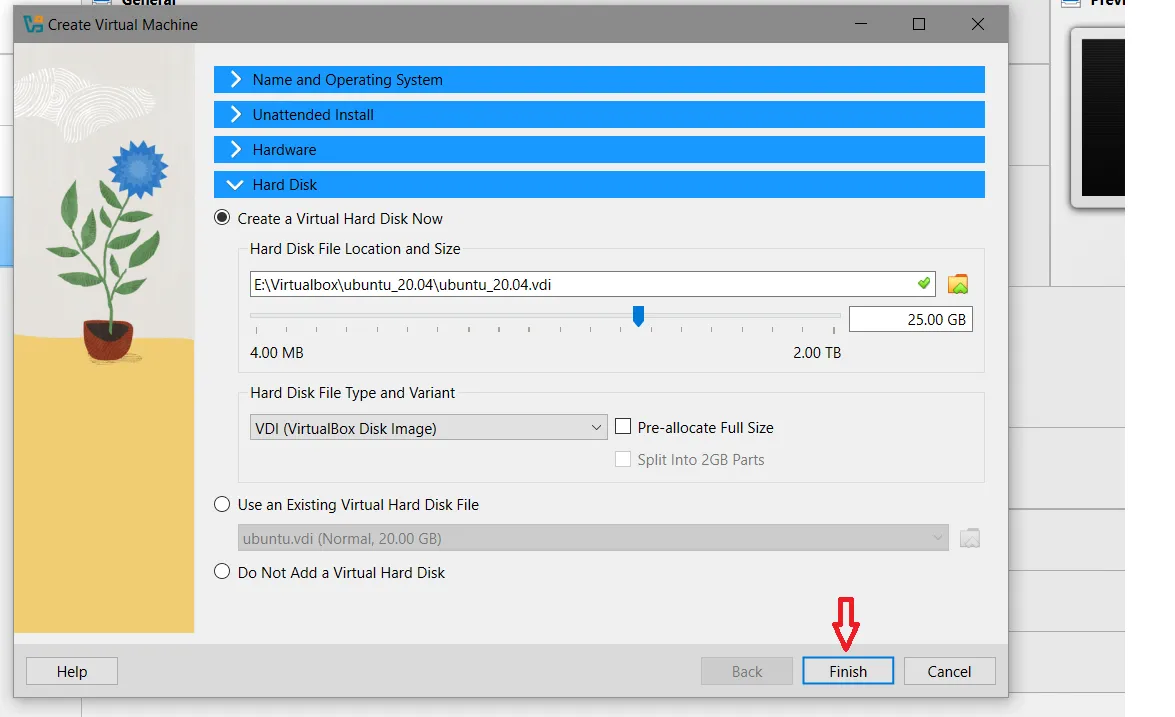 General
Previ
Create Virtual Machine
Name and Operating System
Unattended Install
Hardware
Hard Disk
Create a Virtual Hard Disk Now
Hard Disk File Location and Size
E:\Virtualbox\ubuntu_20.04\ubuntu_20.04.vdi
25.00 GB
4.00 MB 2.00 TB
Hard Disk File Type and Variant
VDI (VirtualBox Disk Image) Pre-allocate Full Size
Split Into 2GB Parts
Use an Existing Virtual Hard Disk File
ubuntu.vdi (Normal, 20.00 GB)
Do Not Add a Virtual Hard Disk
Help Back Finish Cancel